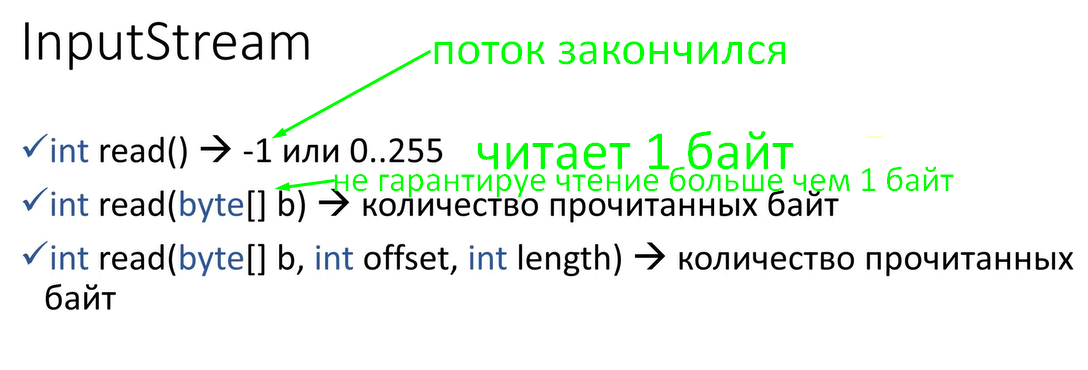 InputStream
поток закончился
✓int read() → -1 или 0..255
читает 1 байт
не гарантируе чтение больше чем 1 байт
✓int read(byte[] b) → количество прочитанных байт
✓int read(byte[] b, int offset, int length) → количество прочитанных
байт